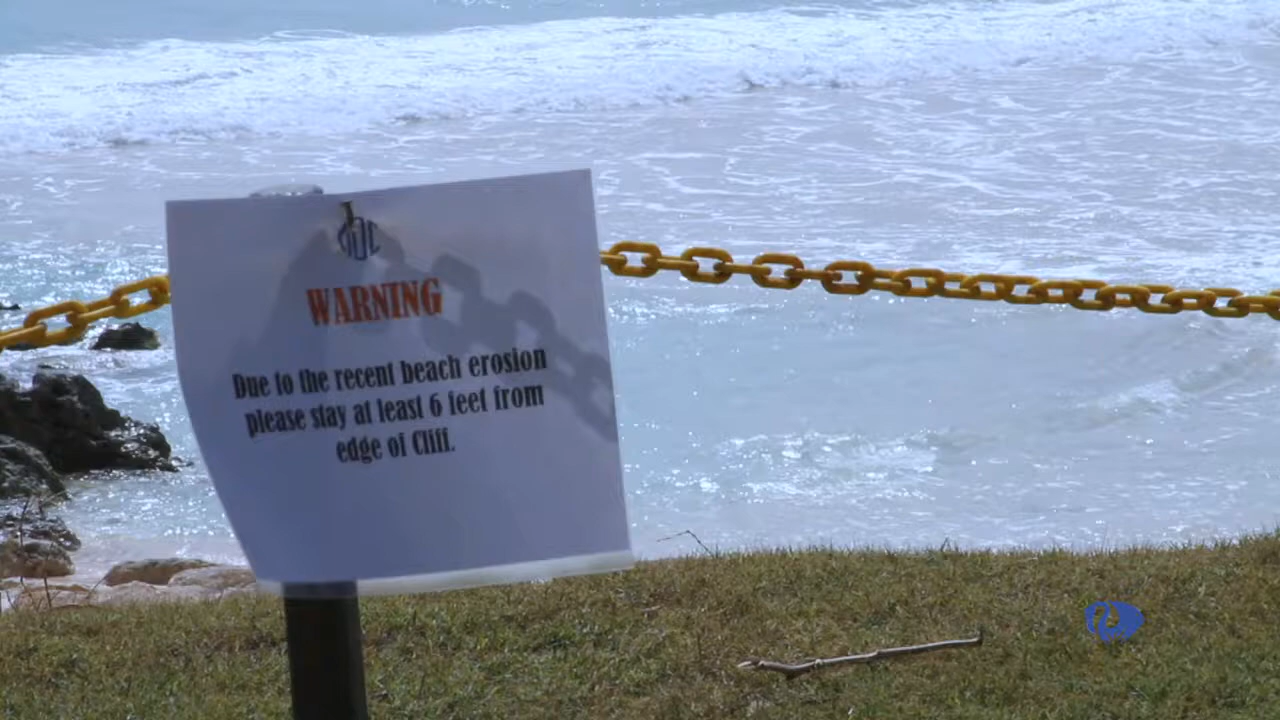 WARNING
Due to the recent beach erosion
please stay at least 6 feet from
edge of Cliff.